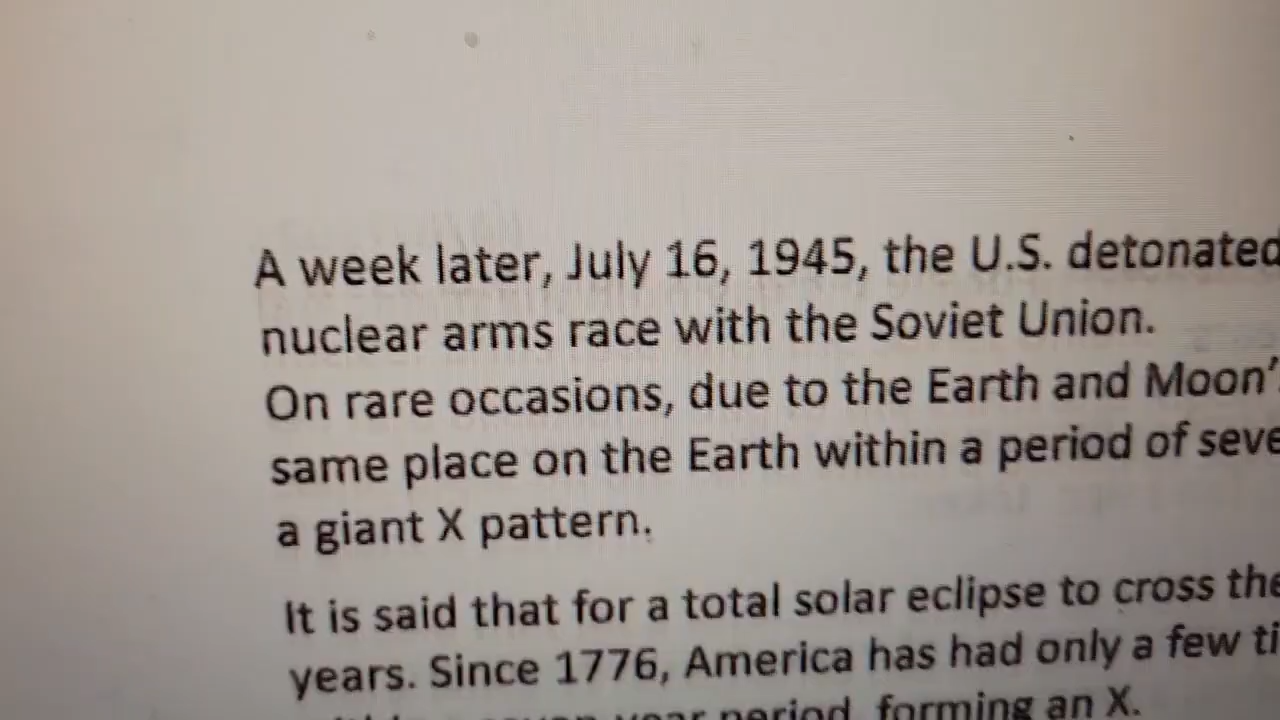 A week later, July 16, 1945, the U.S. detonated
nuclear arms race with the Soviet Union.
On rare occasions, due to the Earth and Moon'
same place on the Earth within a period of seve
a giant X pattern.
It is said that for a total solar eclipse to cross the
years. Since 1776, America has had only a few ti
year period, forming an X.